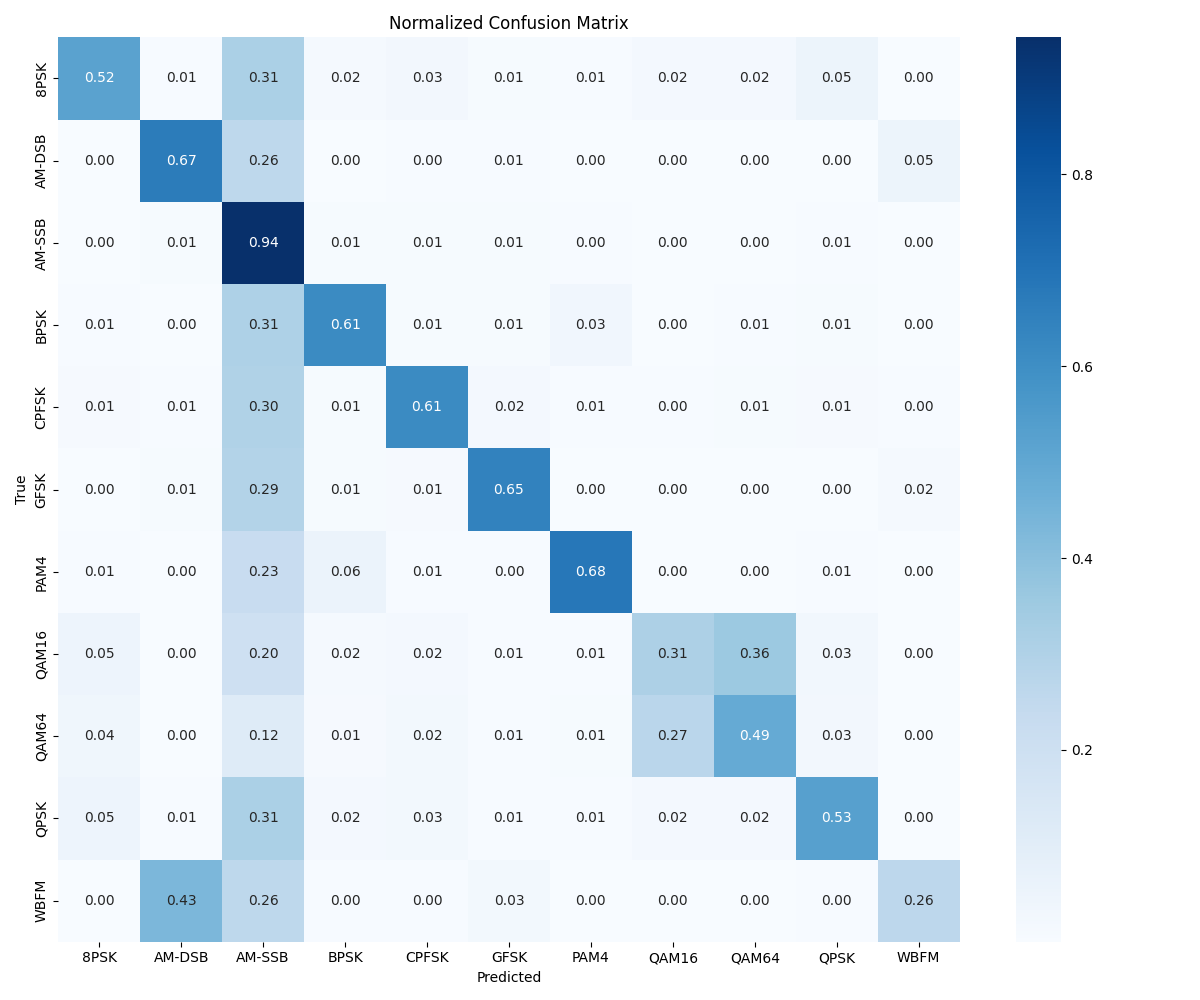 Normalized Confusion Matrix
8PSK 0.52 0.01 0.31 0.02 0.03 0.01 0.01 0.02 0.02 0.05 0.00
AM-DSB 0.00 0.67 0.26 0.00 0.00 0.01 0.00 0.00 0.00 0.00 0.05
0.8
AM-SSB 0.00 0.01 0.94 0.01 0.01 0.01 0.00 0.00 0.00 0.01 0.00
BPSK 0.01 0.00 0.31 0.61 0.01 0.01 0.03 0.00 0.01 0.01 0.00
0.6
CPFSK 0.01 0.01 0.30 0.01 0.61 0.02 0.01 0.00 0.01 0.01 0.00
True
GFSK 0.00 0.01 0.29 0.01 0.01 0.65 0.00 0.00 0.00 0.00 0.02
0.4
PAM4 0.01 0.00 0.23 0.06 0.01 0.00 0.68 0.00 0.00 0.01 0.00
QAM16 0.05 0.00 0.20 0.02 0.02 0.01 0.01 0.31 0.36 0.03 0.00
QAM64 0.04 0.00 0.12 0.01 0.02 0.01 0.01 0.27 0.49 0.03 0.00
0.2
QPSK 0.05 0.01 0.31 0.02 0.03 0.01 0.01 0.02 0.02 0.53 0.00
WBFM 0.00 0.43 0.26 0.00 0.00 0.03 0.00 0.00 0.00 0.00 0.26
8PSK AM-DSB AM-SSB BPSK CPFSK GFSK PAM4 QAM16 QAM64 QPSK WBFM
Predicted